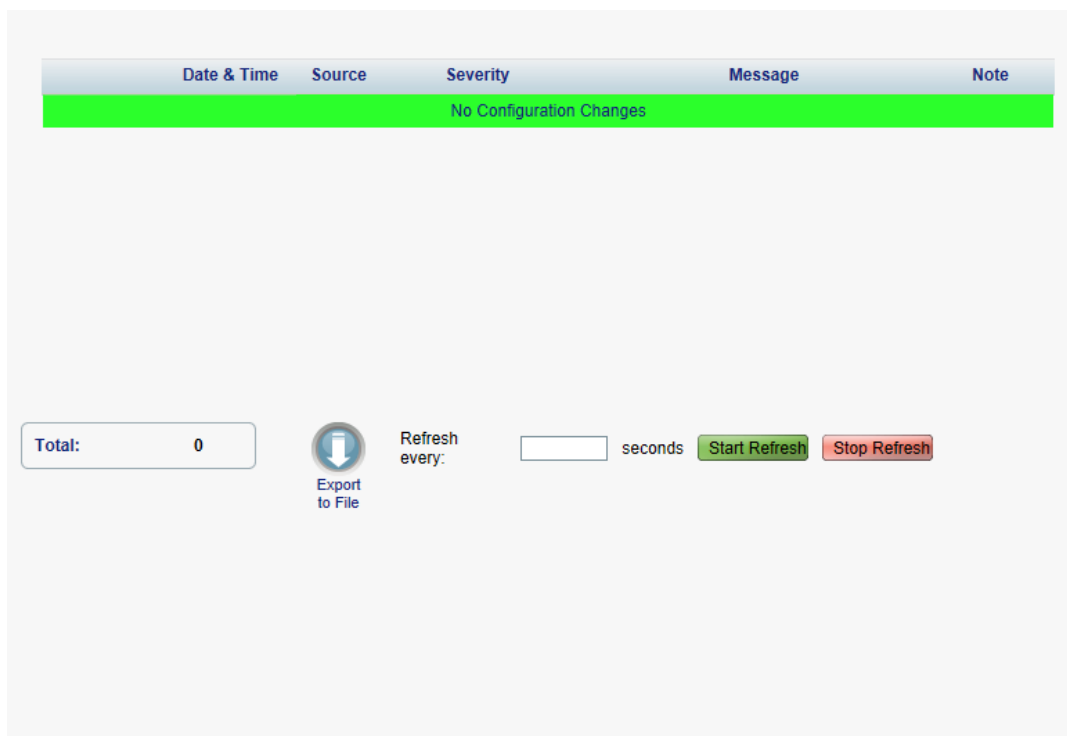 Date & Time Source Severity Message Note
No Configuration Changes
Total: 0
Export
to File
Refresh
every:
seconds
Start Refresh
Stop Refresh